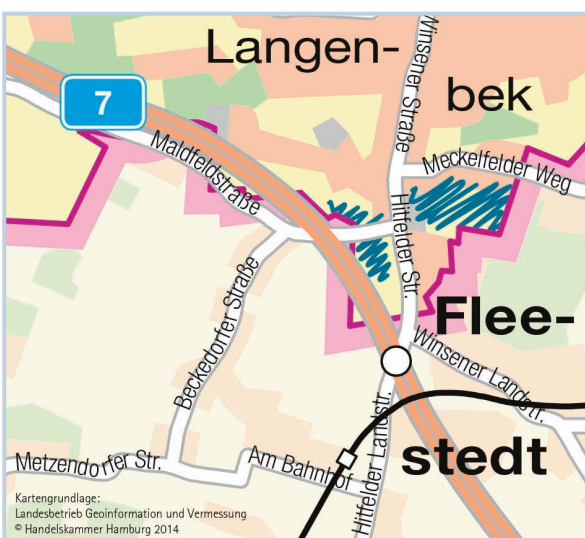 Langen-
bek
7
Winsener Straße
Maldfeldstraße
Meckelfelder Weg
Hitfelder Str.
Beckedorfer Straße
Flee-
stedt
Winsener Landstr.
Hitfelder Landstr.
Metzendorfer Str.
Am Bahnhof
Kartengrundlage:
Landesbetrieb Geoinformation und Vermessung
© Handelskammer Hamburg 2014